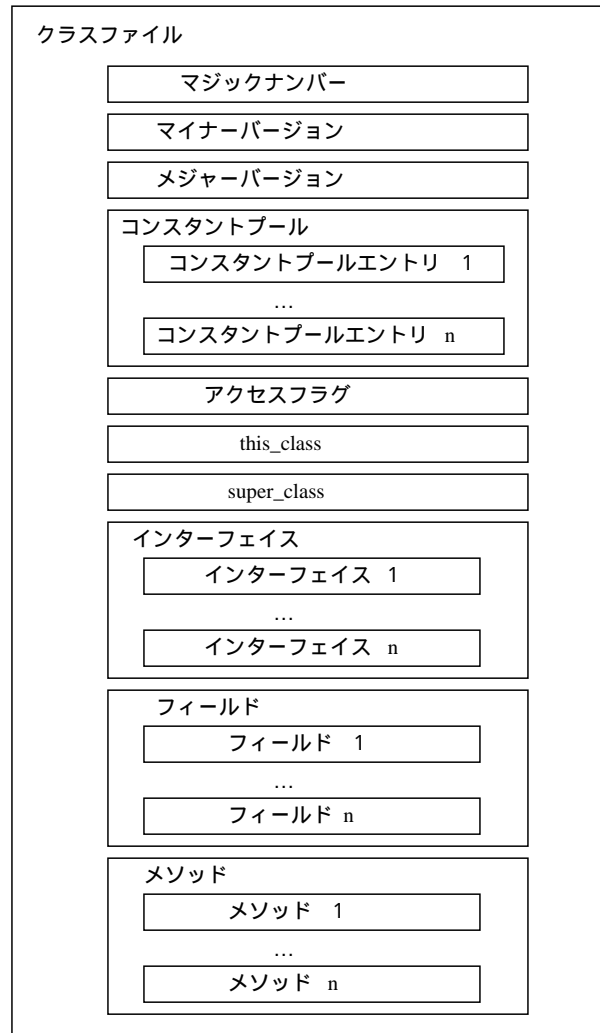 クラスファイル
マジックナンバー
マイナーバージョン
メジャーバージョン
コンスタントプール
コンスタントプールエントリ 1
…
コンスタントプールエントリ n
アクセスフラグ
this_class
super_class
インターフェイス
インターフェイス 1
…
インターフェイス n
フィールド
フィールド 1
…
フィールド n
メソッド
メソッド 1
…
メソッド n